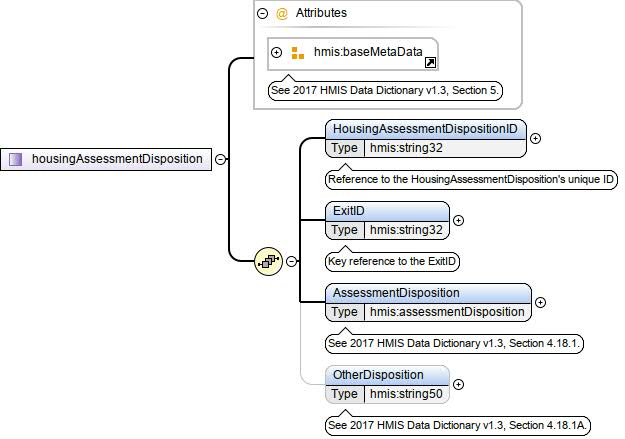 Attributes
hmis:baseMetaData
See 2017 HMIS Data Dictionary v1.3, Section 5.
housingAssessmentDisposition
HousingAssessmentDispositionID
Type hmis:string32
Reference to the HousingAssessmentDisposition's unique ID
ExitID
Type hmis:string32
Key reference to the ExitID
AssessmentDisposition
Type hmis:assessmentDisposition
See 2017 HMIS Data Dictionary v1.3, Section 4.18.1.
OtherDisposition
Type hmis:string50
See 2017 HMIS Data Dictionary v1.3, Section 4.18.1A.